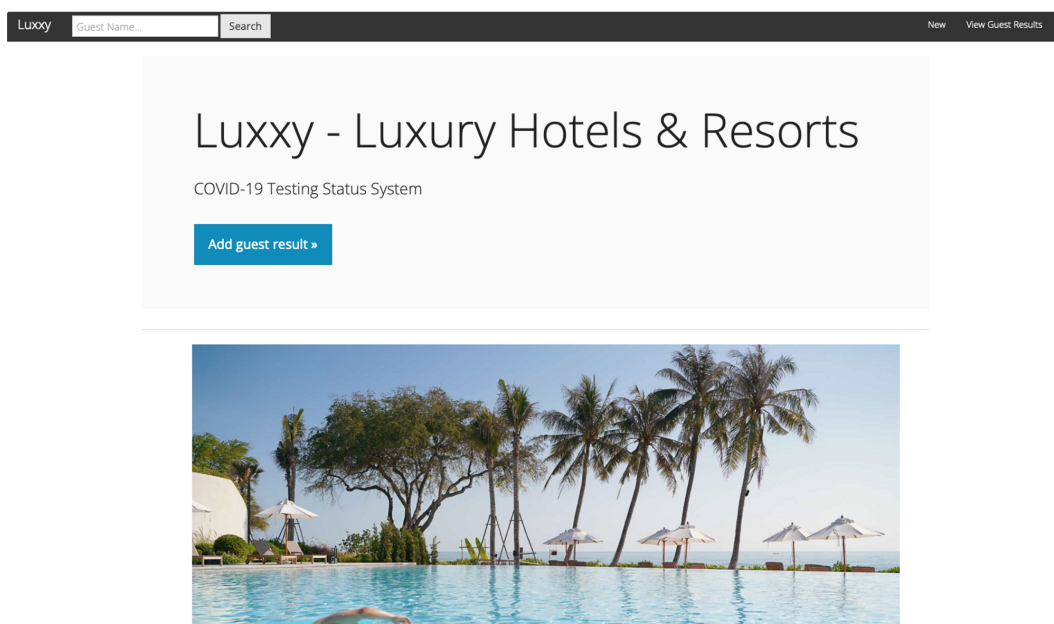 Luxxy Guest Name... Search New View Guest Results
Luxxy - Luxury Hotels & Resorts
COVID-19 Testing Status System
Add guest result »